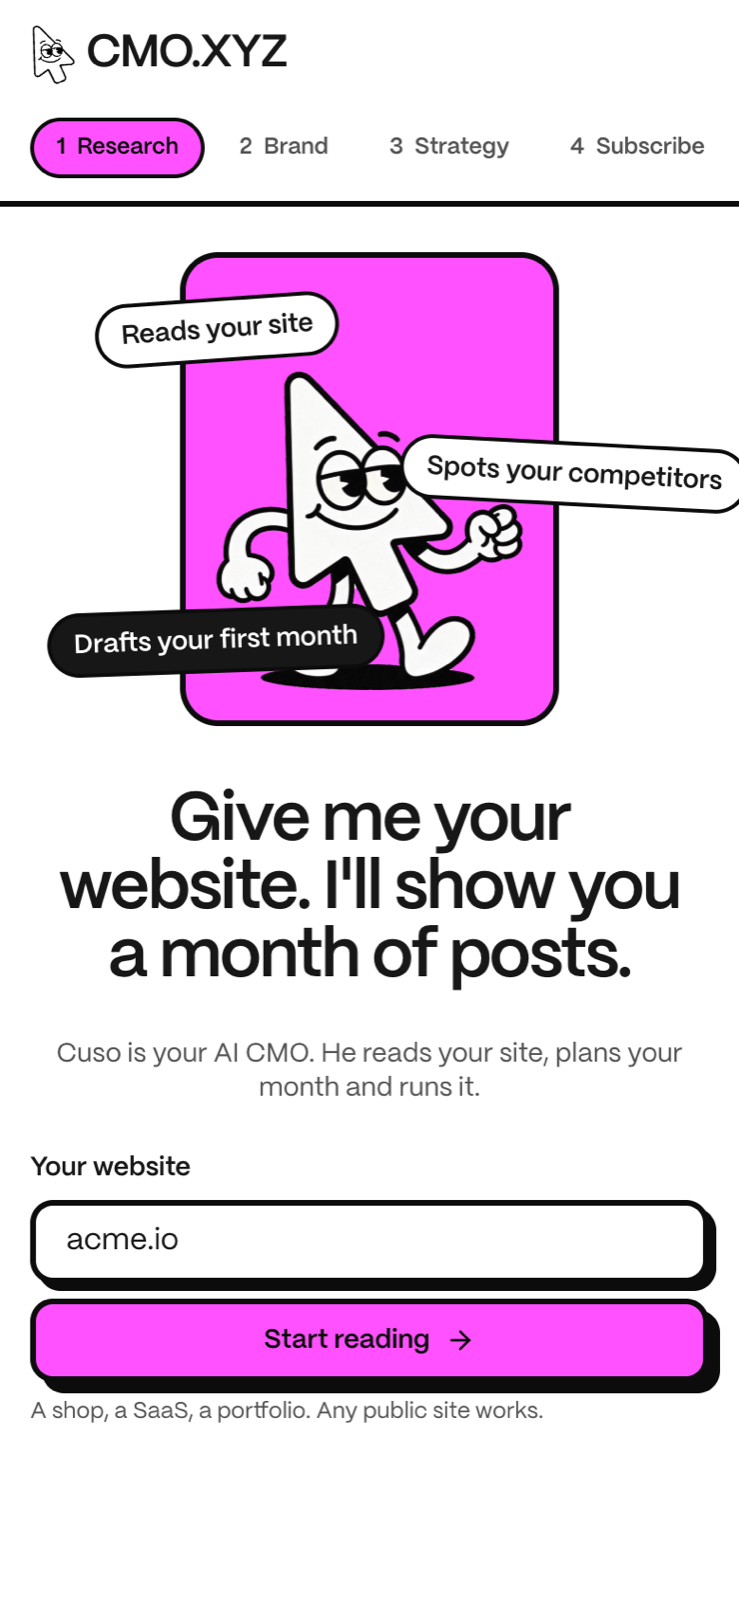 CMO.XYZ
1 Research
2 Brand
3 Strategy
4 Subscribe
Reads your site
Spots your competitors
Drafts your first month
Give me your
website. I'll show you
a month of posts.
Cuso is your AI CMO. He reads your site, plans your
month and runs it.
Your website
acme.io
Start reading →
A shop, a SaaS, a portfolio. Any public site works.